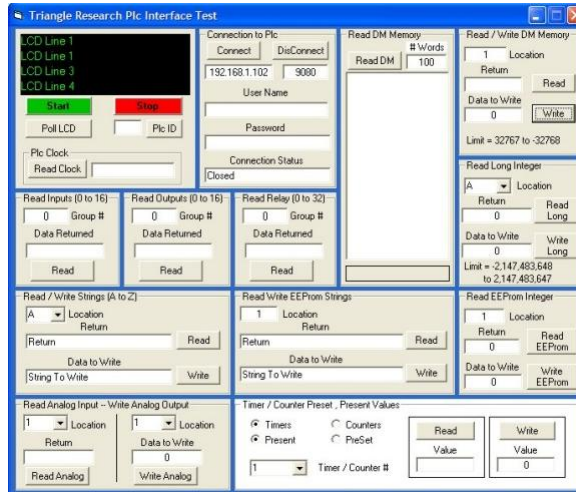 Triangle Research Plc Interface Test
LCD Line 1
LCD Line 1
LCD Line 3
LCD Line 4
Start
Stop
Poll LCD
Plc ID
Plc Clock
Read Clock
Connection to Plc
Connect
DisConnect
192.168.1.102
9080
User Name
Password
Connection Status
Closed
Read DM Memory
# Words
Read DM
100
Read / Write DM Memory
1 Location
Return
Read
Data to Write
0
Write
Limit = 32767 to -32768
Read Long Integer
A Location
Return
0
Read Long
Data to Write
0
Write Long
Limit = -2,147,483,648
to 2,147,483,647
Read Inputs (0 to 16)
0 Group #
Data Returned
Read
Read Outputs (0 to 16)
0 Group #
Data Returned
Read
Read Relay (0 to 32)
0 Group #
Data Returned
Read
Read / Write Strings (A to Z)
A Location
Return
Return
Read
Data to Write
String To Write
Write
Read Write EEProm Strings
1 Location
Return
Return
Read
Data to Write
String To Write
Write
Read EEProm Integer
1 Location
Return
0
Read EEProm
Data to Write
0
Write EEProm
Read Analog Input -- Write Analog Output
1 Location
Return
Read Analog
1 Location
Data to Write
0
Write Analog
Timer / Counter Preset , Present Values
Timers
Counters
Present
PreSet
1 Timer / Counter #
Read
Value
Write
Value
0